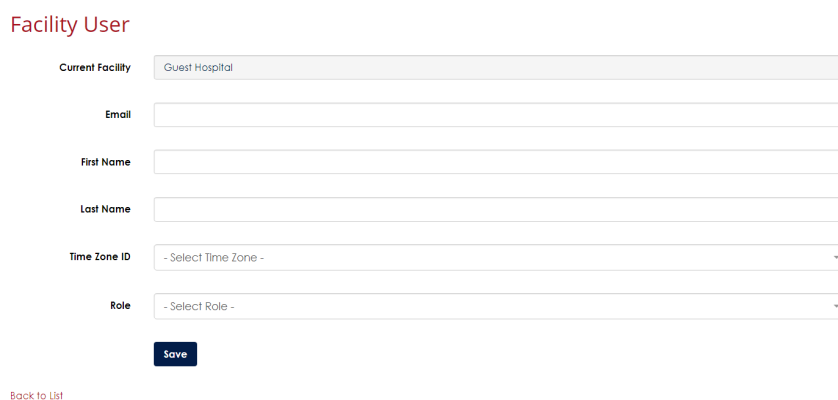 Facility User
Current Facility Guest Hospital
Email
First Name
Last Name
Time Zone ID - Select Time Zone -
Role - Select Role -
Save
Back to List